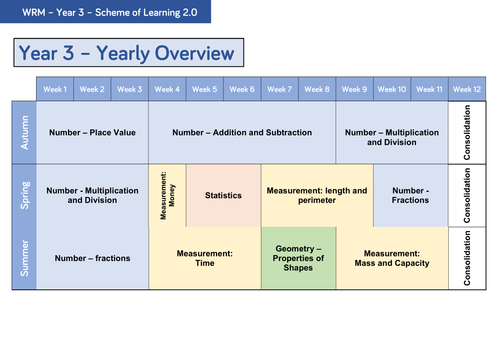 WRM – Year 3 – Scheme of Learning 2.0
Year 3 – Yearly Overview
Week 1 Week 2 Week 3 Week 4 Week 5 Week 6 Week 7 Week 8 Week 9 Week 10 Week 11 Week 12
Autumn
Number – Place Value
Number – Addition and Subtraction
Number – Multiplication
and Division
Consolidation
Spring
Number - Multiplication
and Division
Measurement:
Money
Statistics
Measurement: length and
perimeter
Number -
Fractions
Consolidation
Summer
Number – fractions
Measurement:
Time
Geometry –
Properties of
Shapes
Measurement:
Mass and Capacity
Consolidation